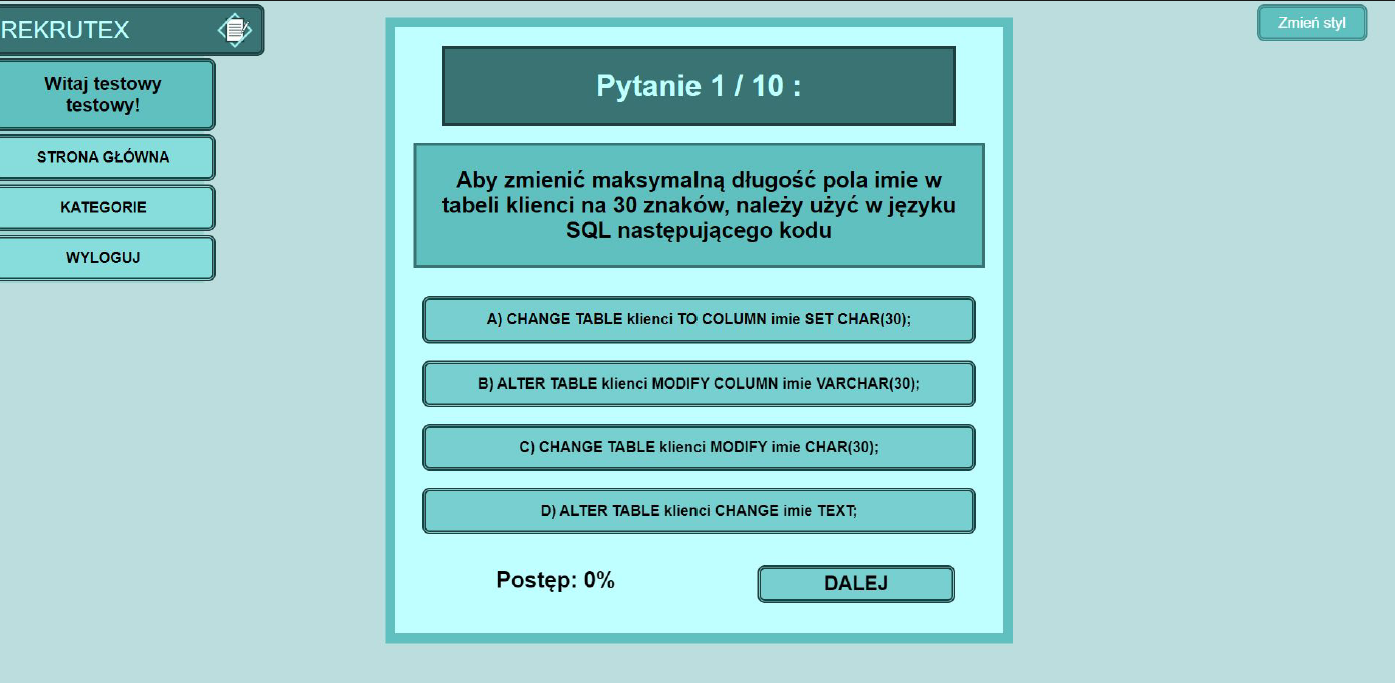 REKRUTEX
Witaj testowy
testowy!
STRONA GŁÓWNA
KATEGORIE
WYLOGUJ
Zmień styl
Pytanie 1 / 10 :
Aby zmienić maksymalną długość pola imie w
tabeli klienci na 30 znaków, należy użyć w języku
SQL następującego kodu
A) CHANGE TABLE klienci TO COLUMN imie SET CHAR(30);
B) ALTER TABLE klienci MODIFY COLUMN imie VARCHAR(30);
C) CHANGE TABLE klienci MODIFY imie CHAR(30);
D) ALTER TABLE klienci CHANGE imie TEXT;
Postęp: 0%
DALEJ